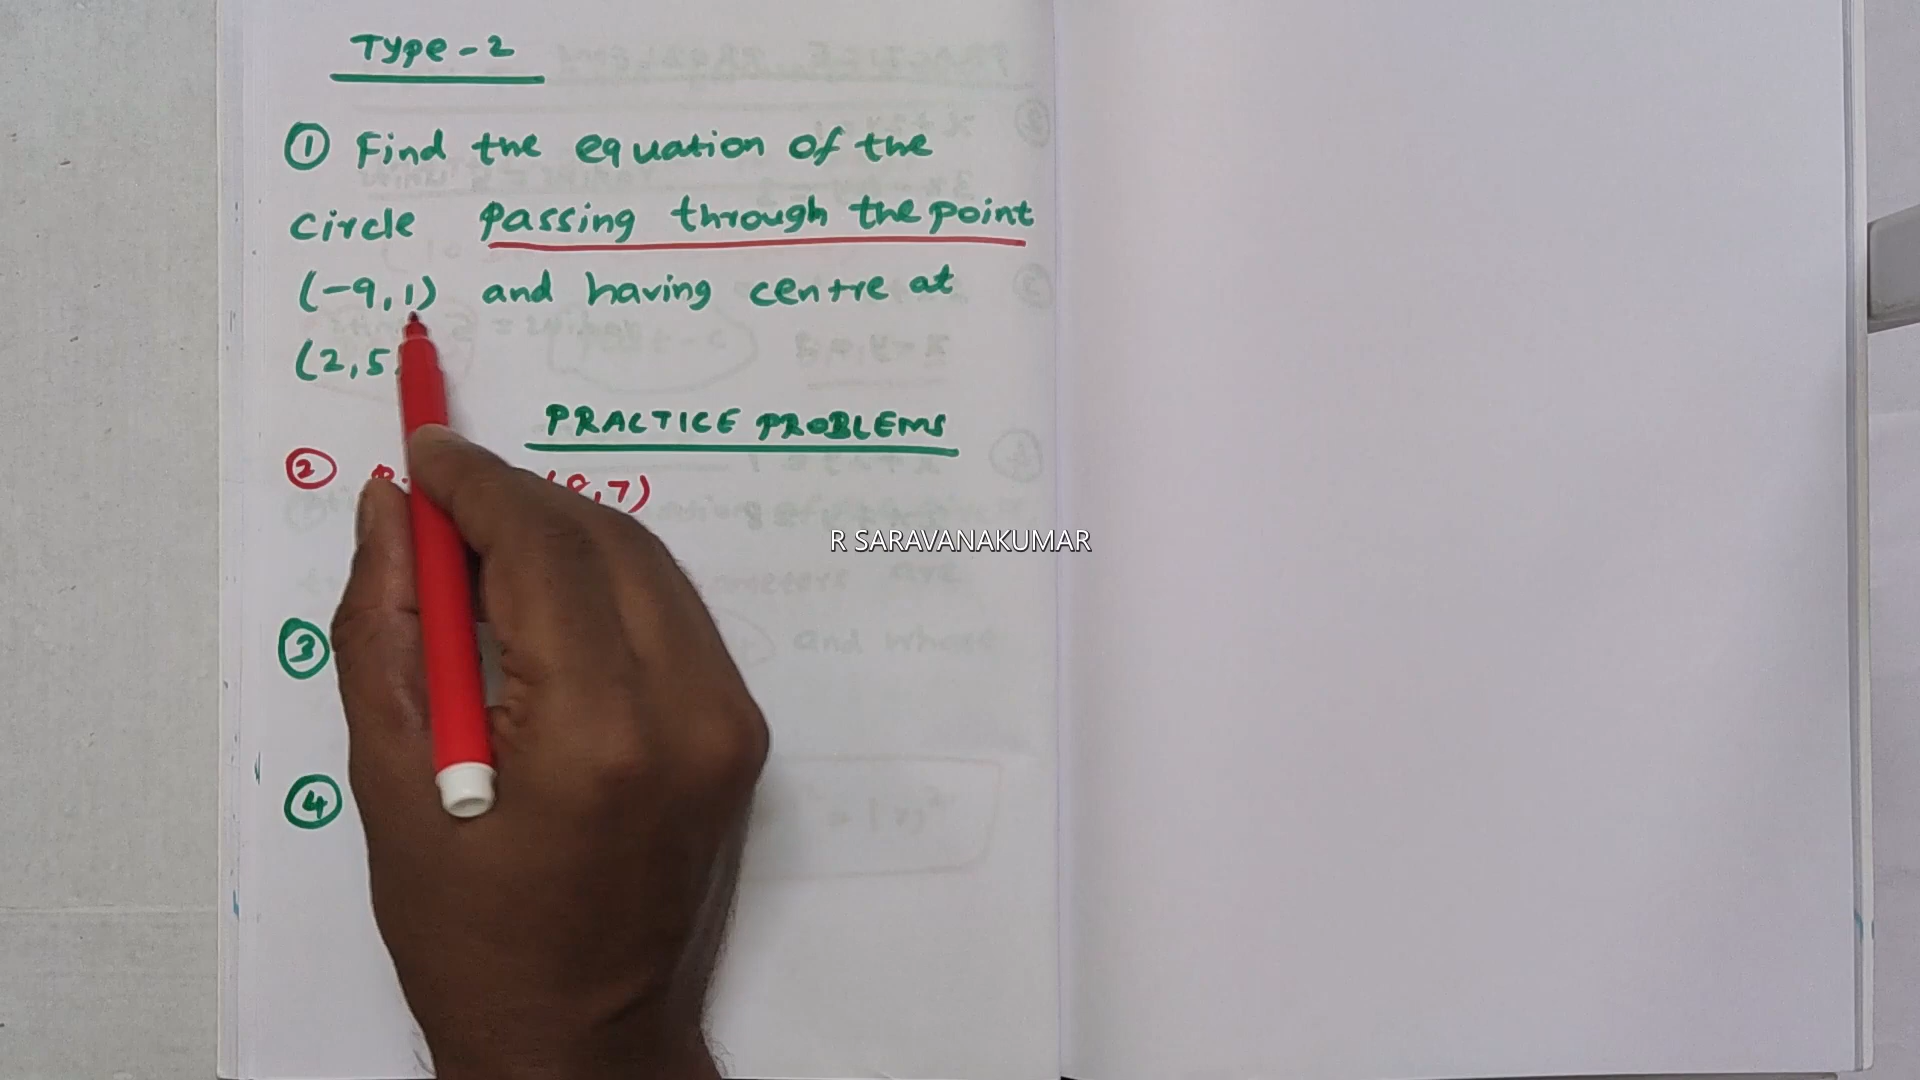 Type-2
① Find the equation of the
circle passing through the point
(-9,1) and having centre at
(2,5
PRACTICE PROBLEMS
②
,7)
R SARAVANAKUMAR
③
④